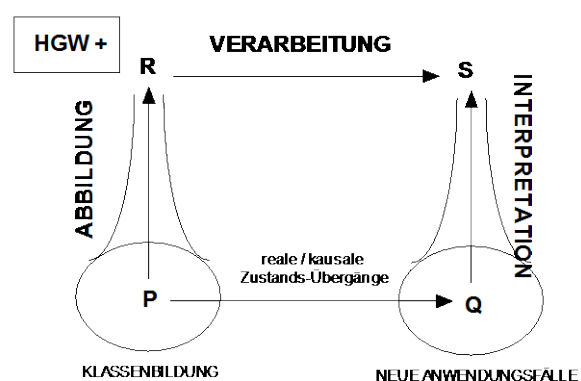 HGW +
VERARBEITUNG
R
S
ABBILDUNG
INTERPRETATION
reale / kausale
Zustands-Übergänge
P
Q
KLASSENBILDUNG
NEUE ANWENDUNGSFÄLLE